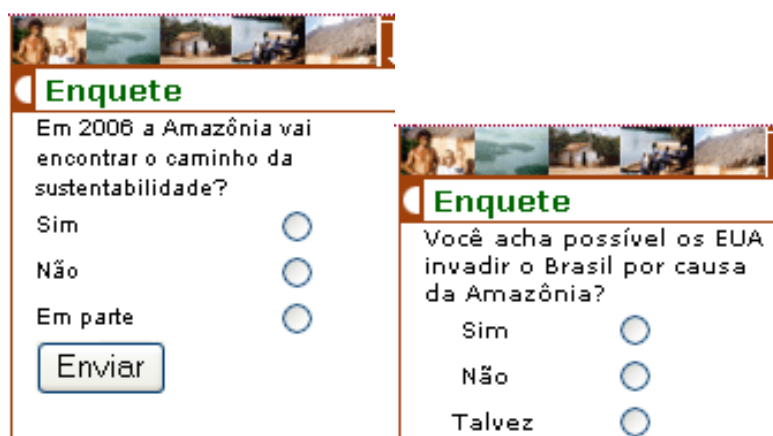 Enquete
Em 2006 a Amazônia vai
encontrar o caminho da
sustentabilidade?
Sim
Não
Em parte
Enviar
Enquete
Você acha possível os EUA
invadir o Brasil por causa
da Amazônia?
Sim
Não
Talvez